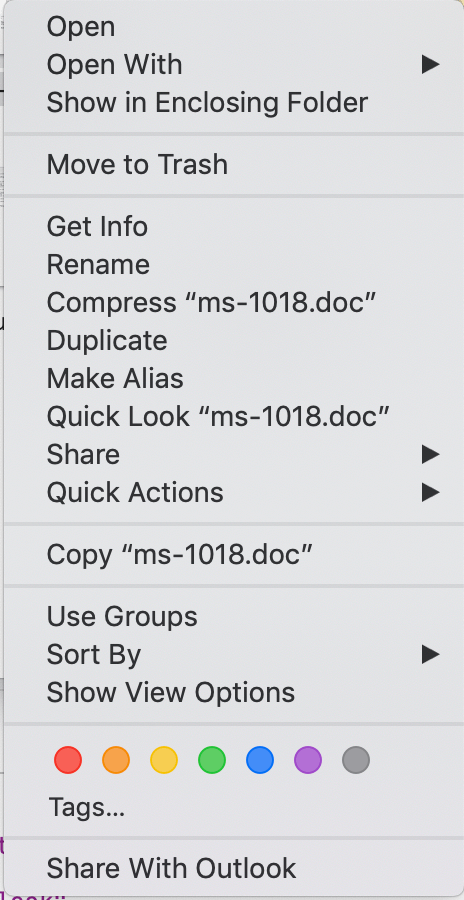 Open
Open With
Show in Enclosing Folder
Move to Trash
Get Info
Rename
Compress “ms-1018.doc”
Duplicate
Make Alias
Quick Look “ms-1018.doc”
Share
Quick Actions
Copy “ms-1018.doc”
Use Groups
Sort By
Show View Options
Tags...
Share With Outlook